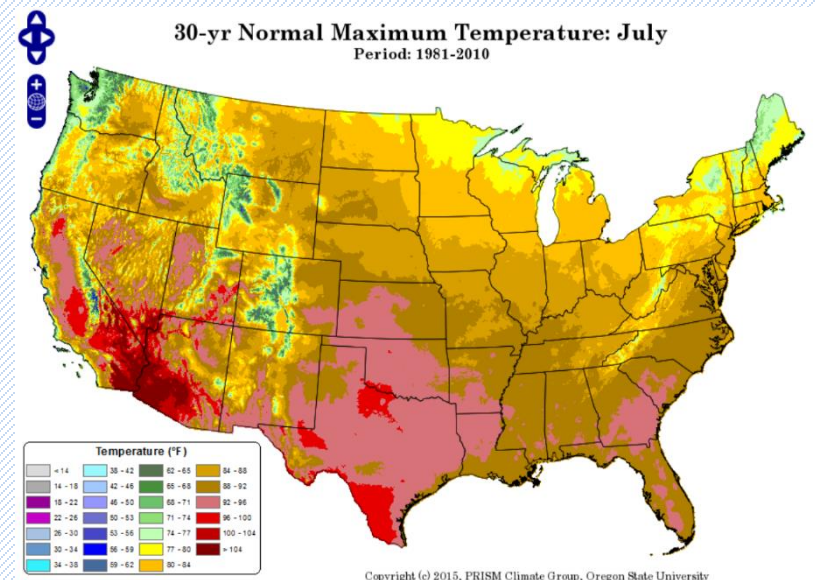 30-yr Normal Maximum Temperature: July
Period: 1981-2010
+
−
Temperature (°F)
<14
14 - 18
18 - 22
22 - 26
26 - 30
30 - 34
34 - 38
38 - 42
42 - 46
46 - 50
50 - 53
53 - 56
56 - 59
59 - 62
62 - 65
65 - 68
68 - 71
71 - 74
74 - 77
77 - 80
80 - 84
84 - 88
88 - 92
92 - 96
96 - 100
100 - 104
> 104
Copyright (c) 2015, PRISM Climate Group, Oregon State University